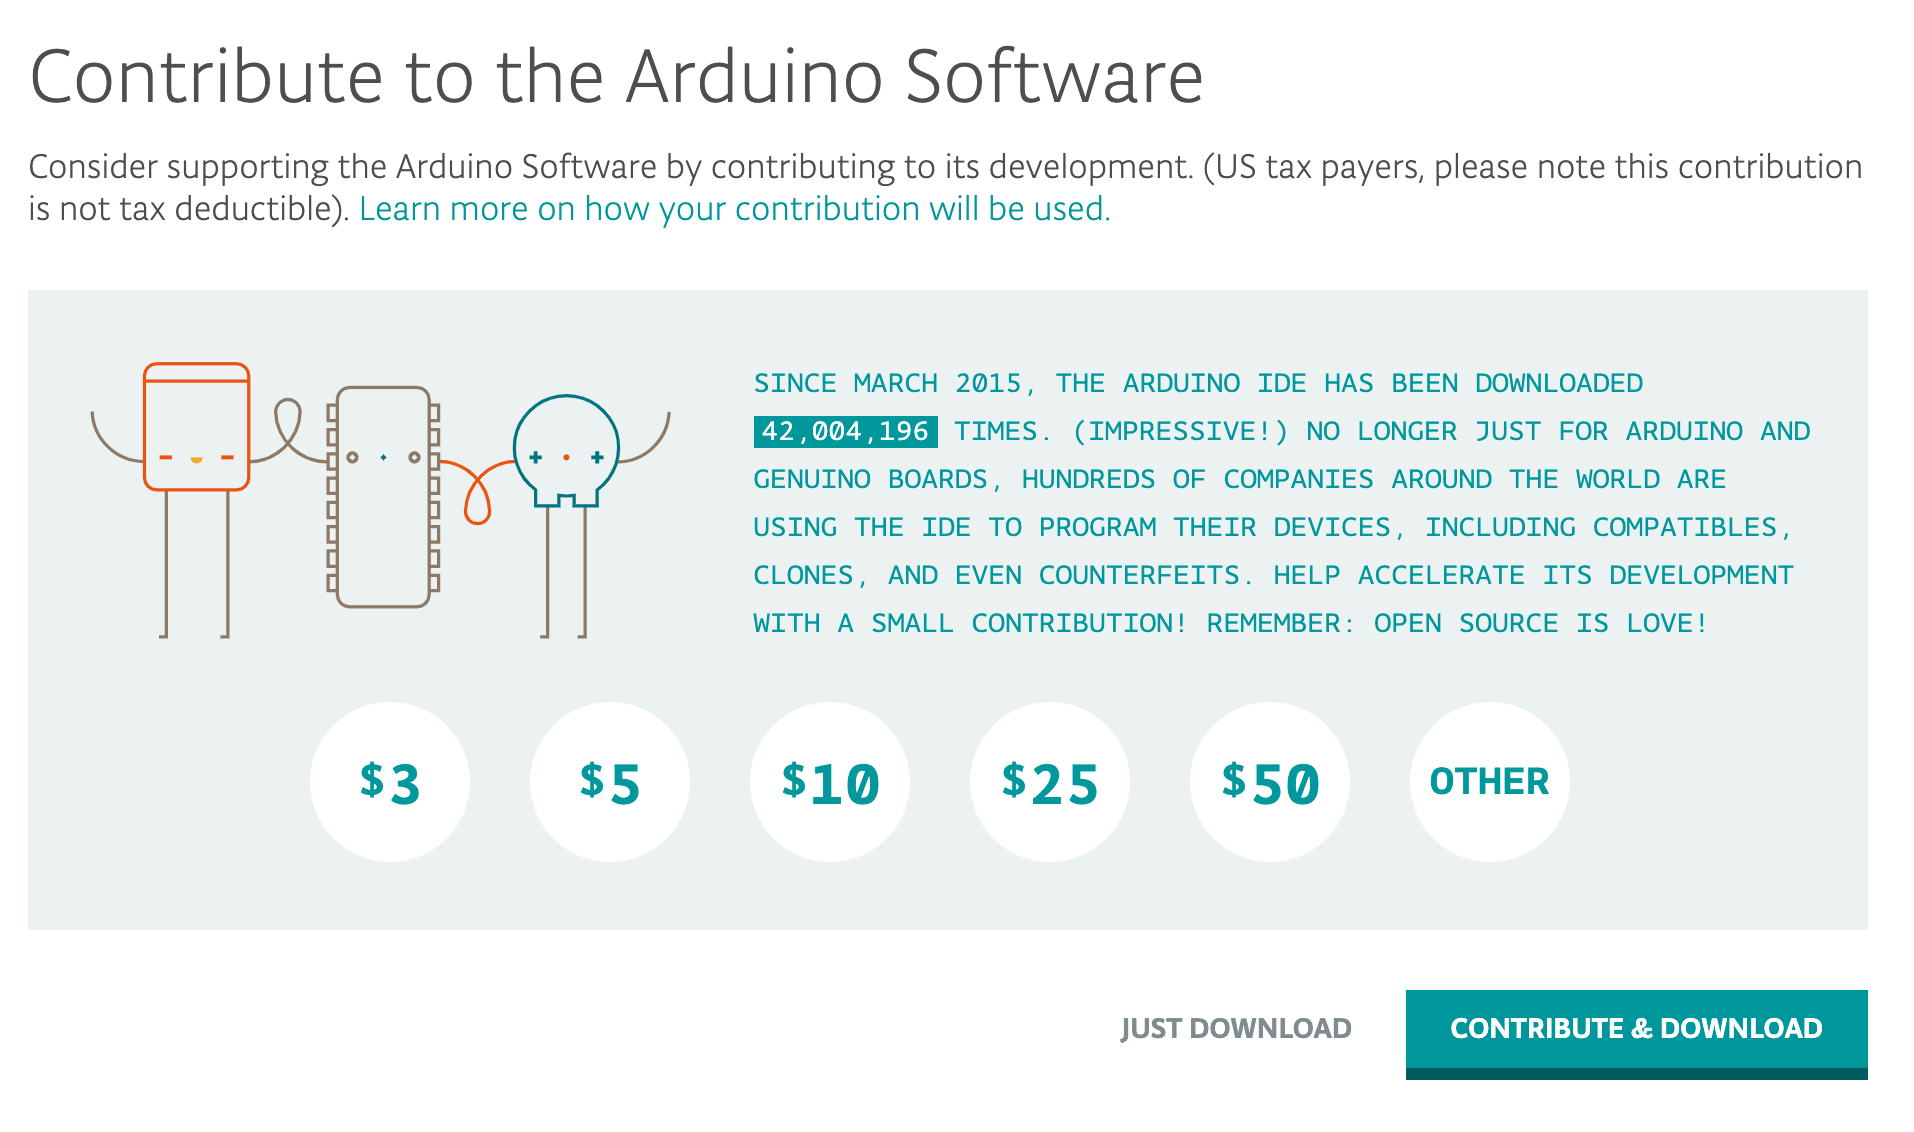 Contribute to the Arduino Software
Consider supporting the Arduino Software by contributing to its development. (US tax payers, please note this contribution
is not tax deductible). Learn more on how your contribution will be used.
SINCE MARCH 2015, THE ARDUINO IDE HAS BEEN DOWNLOADED
42,004,196 TIMES. (IMPRESSIVE!) NO LONGER JUST FOR ARDUINO AND
GENUINO BOARDS, HUNDREDS OF COMPANIES AROUND THE WORLD ARE
USING THE IDE TO PROGRAM THEIR DEVICES, INCLUDING COMPATIBLES,
CLONES, AND EVEN COUNTERFEITS. HELP ACCELERATE ITS DEVELOPMENT
WITH A SMALL CONTRIBUTION! REMEMBER: OPEN SOURCE IS LOVE!
$3 $5 $10 $25 $50 OTHER
JUST DOWNLOAD CONTRIBUTE & DOWNLOAD